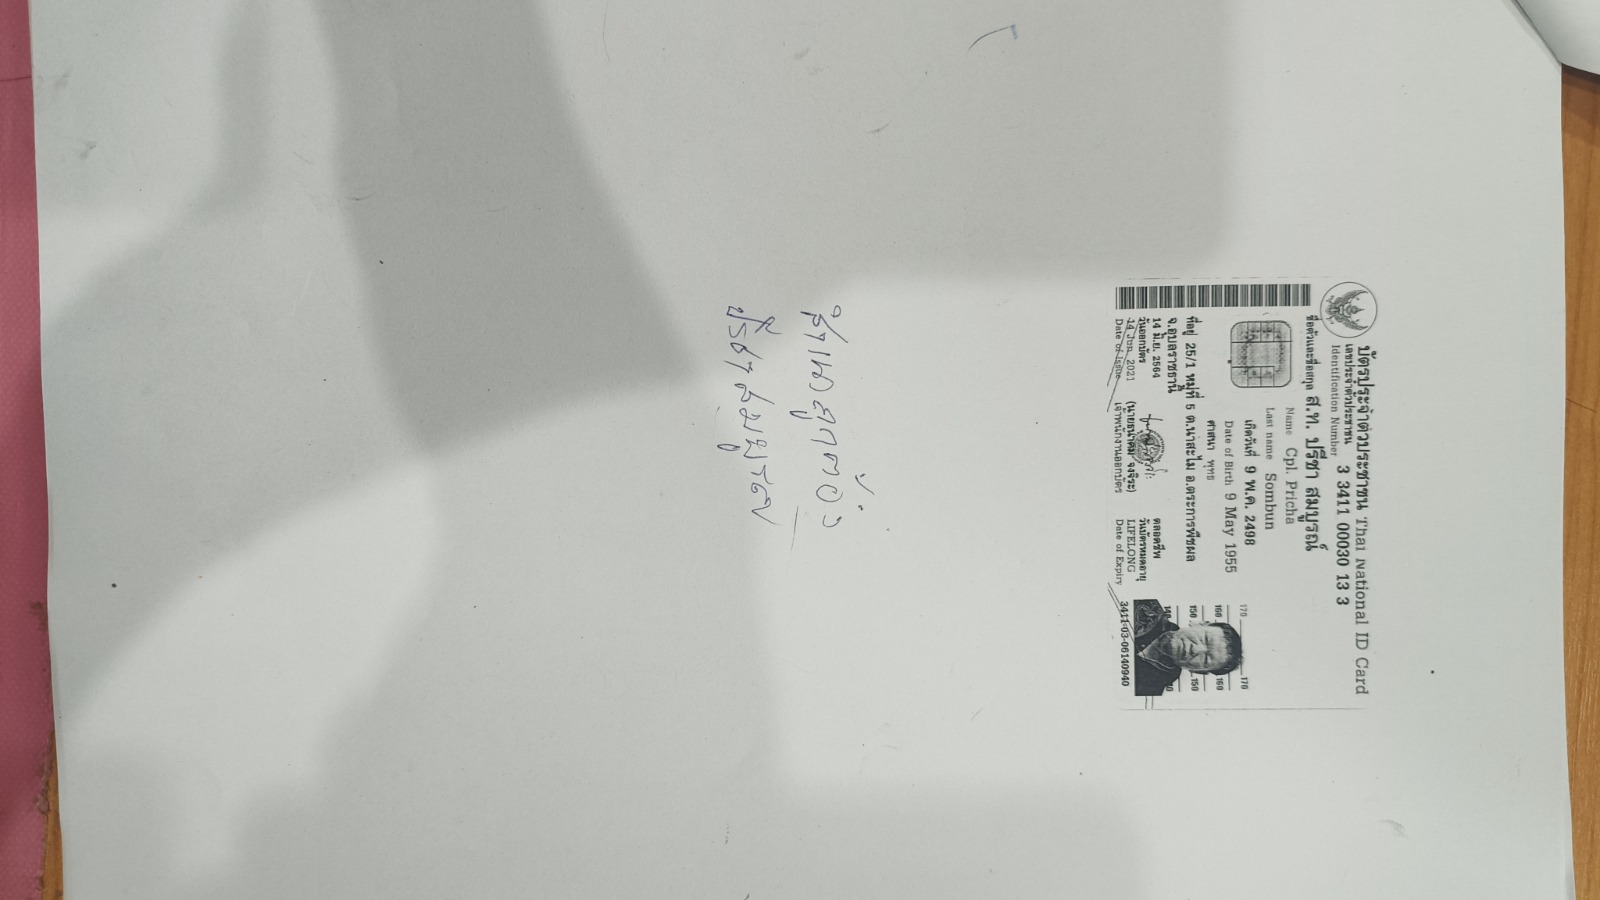 บัตรประจำตัวประชาชน Thai National ID Card
เลขประจำตัวประชาชน 3 3411 00030 13 3
Identification Number
ชื่อตัวและชื่อสกุล ส.ท. ปรีชา สมบูรณ์
Name Cpl. Pricha
Last name Sombun
เกิดวันที่ 9 พ.ค. 2498
Date of Birth 9 May 1955
ศาสนา พุทธ
ที่อยู่ 25/1 หมู่ที่ 5 ต.นาสะไม อ.ตระการพืชผล
จ.อุบลราชธานี
14 มิ.ย. 2564
วันออกบัตร
14 Jun. 2021
Date of Issue
เจ้าพนักงานออกบัตร
ตลอดชีพ
วันบัตรหมดอายุ
LIFELONG
Date of Expiry
170 170
160 160
150 150
3411-03-06140940
สำเนาถูกต้อง
ปรีชา สมบูรณ์